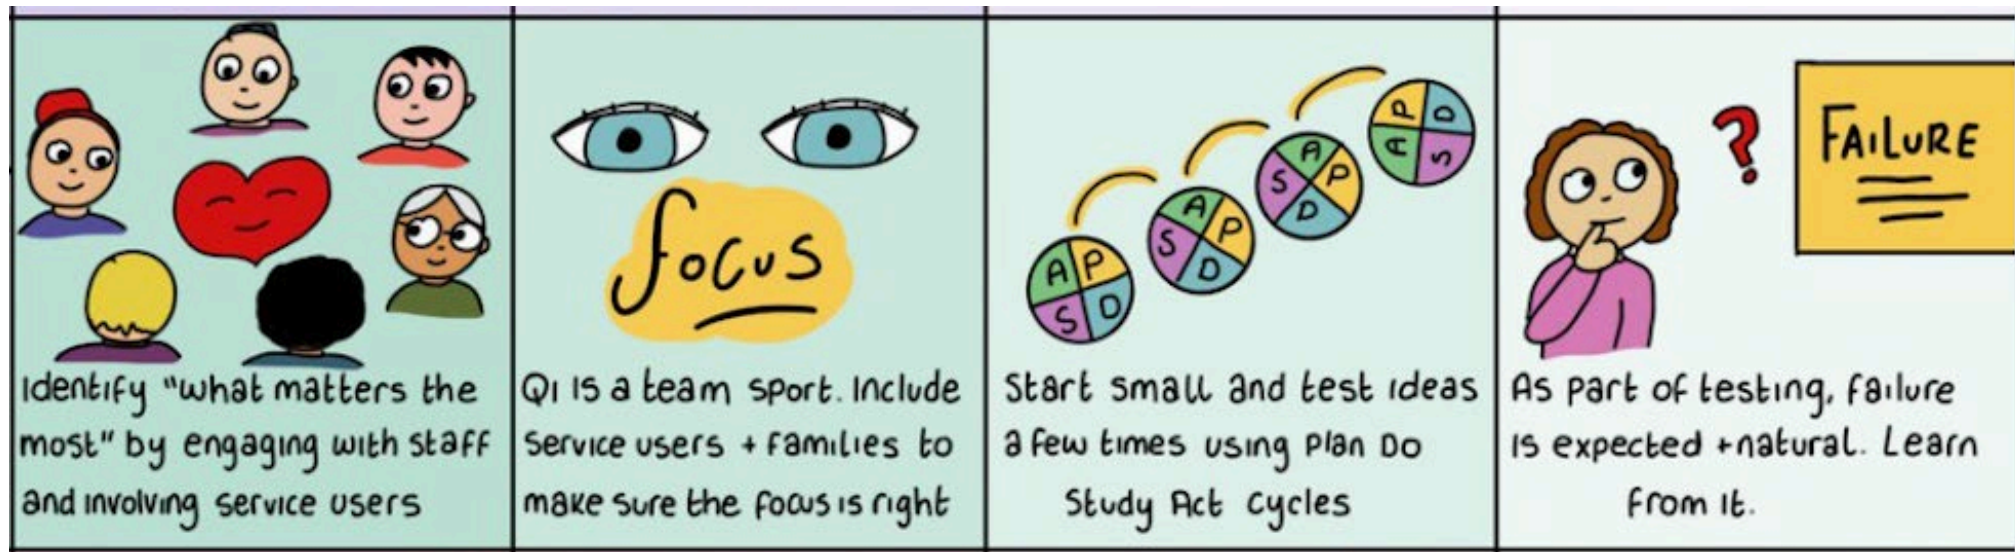 Identify "what matters the
most" by engaging with staff
and involving service users
focus
QI is a team sport. Include
service users + families to
make sure the focus is right
A P
S D
A P
S D
A P
S D
P D
A S
Start small and test ideas
a few times using Plan Do
Study Act Cycles
?
FAILURE
As part of testing, failure
is expected + natural. Learn
from it.